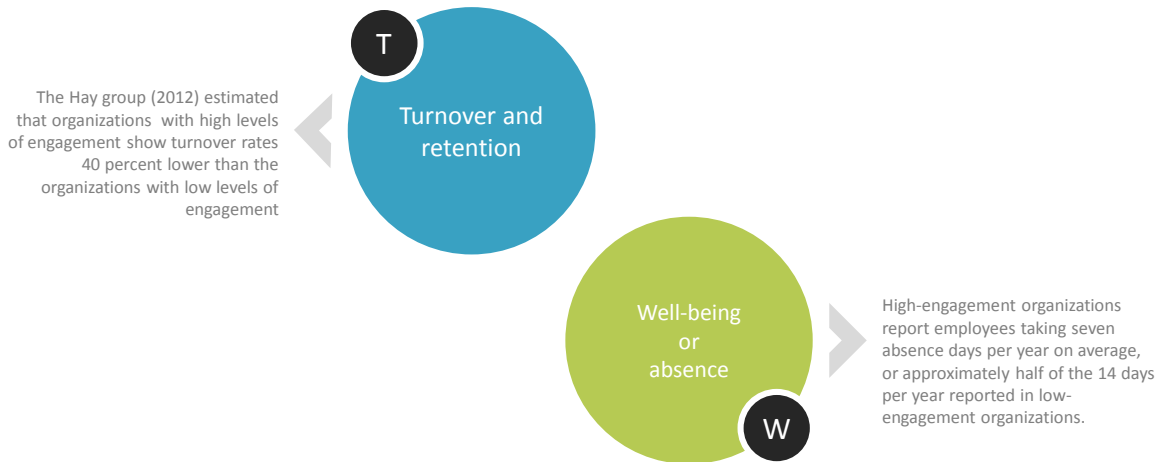 T
Turnover and
retention
The Hay group (2012) estimated
that organizations with high levels
of engagement show turnover rates
40 percent lower than the
organizations with low levels of
engagement
Well-being
or
absence
W
High-engagement organizations
report employees taking seven
absence days per year on average,
or approximately half of the 14 days
per year reported in low-
engagement organizations.